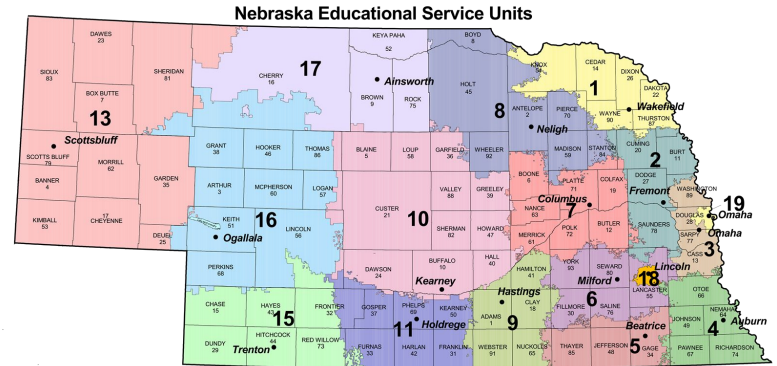 Nebraska Educational Service Units
DAWES
23
SIOUX
83
SHERIDAN
81
BOX BUTTE
7
13
Scottsbluff
SCOTTS BLUFF
79
MORRILL
62
GARDEN
35
BANNER
4
KIMBALL
53
17
CHEYENNE
DEUEL
25
CHERRY
16
17
KEYA PAHA
52
Ainsworth
BROWN
9
ROCK
75
BOYD
8
HOLT
45
8
KNOX
54
ANTELOPE
2
PIERCE
70
Neligh
WHEELER
92
MADISON
59
STANTON
84
CEDAR
14
DIXON
26
DAKOTA
22
1
WAYNE
90
Wakefield
THURSTON
87
GRANT
38
HOOKER
46
THOMAS
86
ARTHUR
3
MCPHERSON
60
LOGAN
57
KEITH
51
16
LINCOLN
56
Ogallala
PERKINS
68
BLAINE
5
LOUP
58
GARFIELD
36
VALLEY
88
GREELEY
39
CUSTER
21
10
SHERMAN
82
HOWARD
47
DAWSON
24
BUFFALO
10
HALL
40
Kearney
BOONE
6
PLATTE
71
COLFAX
19
Columbus
NANCE
63
7
MERRICK
61
POLK
72
BUTLER
12
CUMING
20
BURT
11
2
DODGE
27
Fremont
SAUNDERS
78
WASHINGTON
89
19
Omaha
DOUGLAS
28
Omaha
SARPY
77
3
CASS
13
CHASE
15
HAYES
43
FRONTIER
32
15
DUNDY
29
HITCHCOCK
44
Trenton
RED WILLOW
73
GOSPER
37
PHELPS
69
KEARNEY
50
11
Holdrege
FURNAS
33
HARLAN
42
FRANKLIN
31
HAMILTON
41
Hastings
ADAMS
1
CLAY
18
9
WEBSTER
91
NUCKOLLS
65
YORK
93
SEWARD
80
Milford
6
FILLMORE
30
SALINE
76
Lincoln
18
LANCASTER
55
Beatrice
5
THAYER
85
JEFFERSON
48
GAGE
34
OTOE
66
NEMAHA
64
JOHNSON
49
4
Auburn
PAWNEE
67
RICHARDSON
74